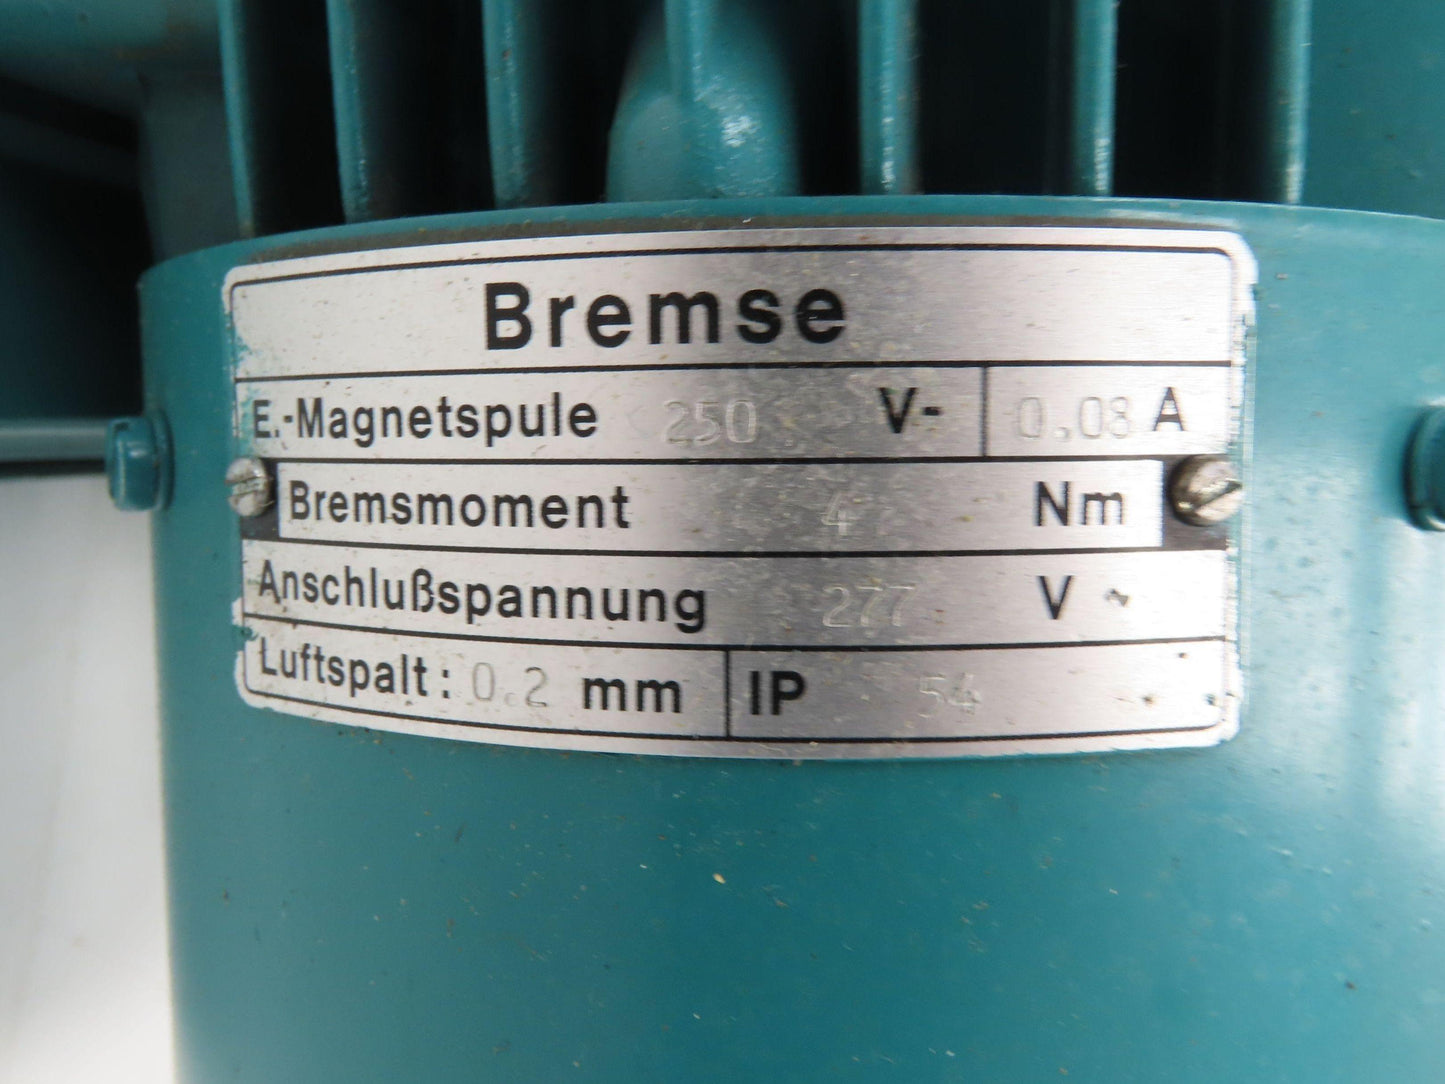 Bremse
E.-Magnetspule 250 V- 0.08 A
Bremsmoment 4 Nm
Anschlußspannung 277 V ~
Luftspalt: 0.2 mm IP 54